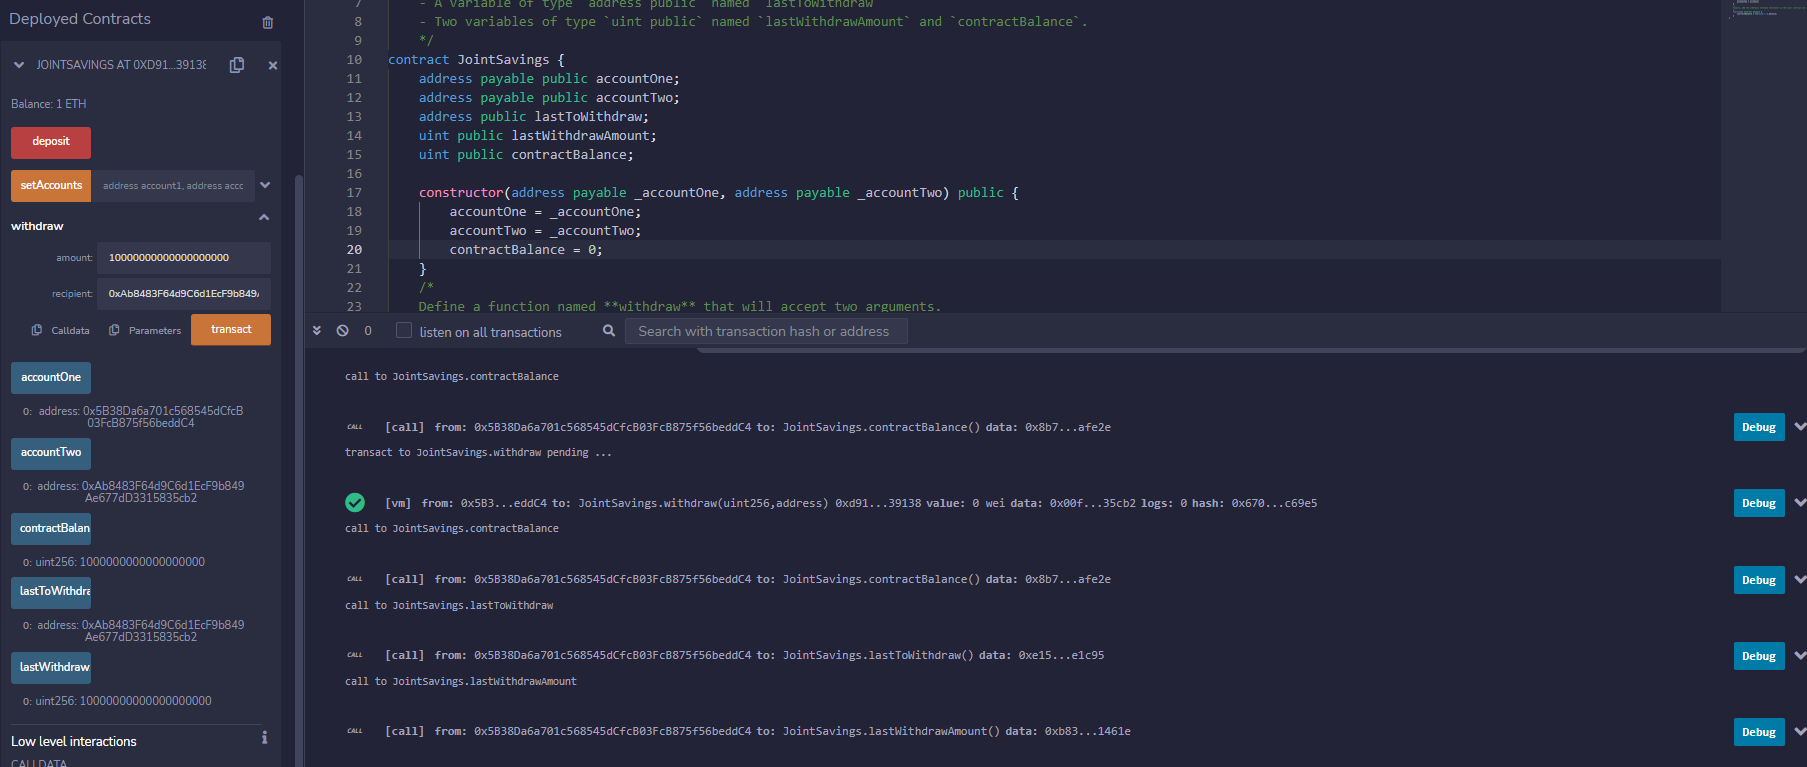 Deployed Contracts
JOINTSAVINGS AT 0XD91...39138
Balance: 1 ETH
deposit
setAccounts
address account1, address accc
withdraw
amount:
10000000000000000000
recipient:
0xAb8483F64d9C6d1EcF9b849
Calldata
Parameters
transact
accountOne
0: address: 0x5B38Da6a701c568545dCfcB
03FcB875f56beddC4
accountTwo
0: address: 0xAb8483F64d9C6d1EcF9b849
Ae677dD3315835cb2
contractBalan
0: uint256: 1000000000000000000
lastToWithdra
0: address: 0xAb8483F64d9C6d1EcF9b849
Ae677dD3315835cb2
lastWithdraw
0: uint256: 10000000000000000000
Low level interactions
CALLDATA
7 - A variable of type `address public` named `lastToWithdraw`
8 - Two variables of type `uint public` named `lastWithdrawAmount` and `contractBalance`.
9 */
10 contract JointSavings {
11 address payable public accountOne;
12 address payable public accountTwo;
13 address public lastToWithdraw;
14 uint public lastWithdrawAmount;
15 uint public contractBalance;
16
17 constructor(address payable _accountOne, address payable _accountTwo) public {
18 accountOne = _accountOne;
19 accountTwo = _accountTwo;
20 contractBalance = 0;
21 }
22 /*
23 Define a function named **withdraw** that will accept two arguments.
0
listen on all transactions
Search with transaction hash or address
call to JointSavings.contractBalance
CALL [call] from: 0x5B38Da6a701c568545dCfcB03FcB875f56beddC4 to: JointSavings.contractBalance() data: 0x8b7...afe2e Debug
transact to JointSavings.withdraw pending ...
[vm] from: 0x5B3...eddC4 to: JointSavings.withdraw(uint256,address) 0xd91...39138 value: 0 wei data: 0x00f...35cb2 logs: 0 hash: 0x670...c69e5 Debug
call to JointSavings.contractBalance
CALL [call] from: 0x5B38Da6a701c568545dCfcB03FcB875f56beddC4 to: JointSavings.contractBalance() data: 0x8b7...afe2e Debug
call to JointSavings.lastToWithdraw
CALL [call] from: 0x5B38Da6a701c568545dCfcB03FcB875f56beddC4 to: JointSavings.lastToWithdraw() data: 0xe15...e1c95 Debug
call to JointSavings.lastWithdrawAmount
CALL [call] from: 0x5B38Da6a701c568545dCfcB03FcB875f56beddC4 to: JointSavings.lastWithdrawAmount() data: 0xb83...1461e Debug